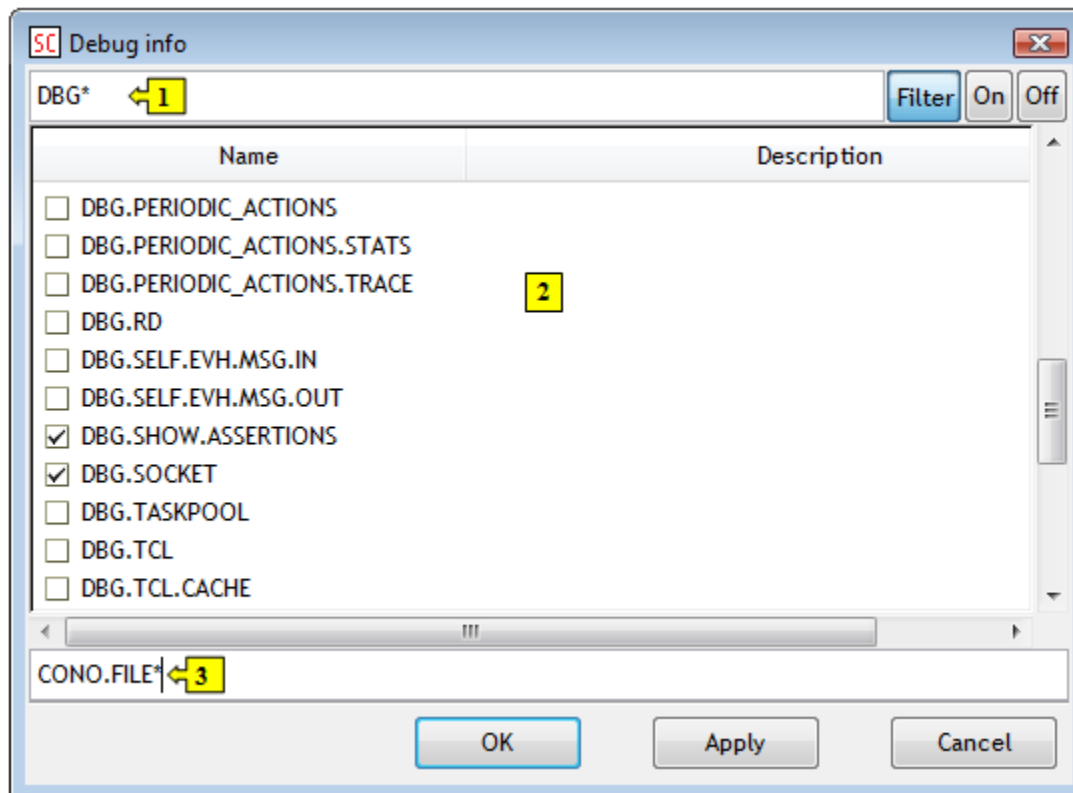 SC Debug info
DBG* 1 Filter On Off
Name Description
DBG.PERIODIC_ACTIONS
DBG.PERIODIC_ACTIONS.STATS
DBG.PERIODIC_ACTIONS.TRACE
2
DBG.RD
DBG.SELF.EVH.MSG.IN
DBG.SELF.EVH.MSG.OUT
DBG.SHOW.ASSERTIONS
DBG.SOCKET
DBG.TASKPOOL
DBG.TCL
DBG.TCL.CACHE
CONO.FILE* 3
OK Apply Cancel